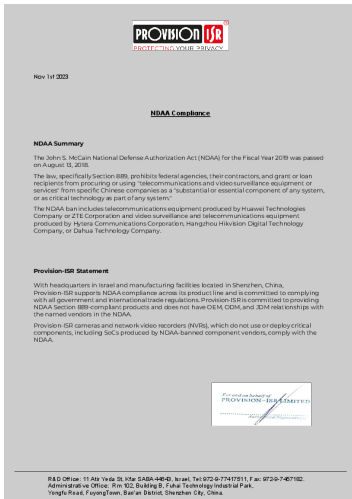 PROVISION ISR
PROTECTING YOUR PRIVACY
Nov 1st 2023
NDAA Compliance
NDAA Summary
The John S. McCain National Defense Authorization Act (NDAA) for the Fiscal Year 2019 was passed
on August 13, 2018.
The law, specifically Section 889, prohibits federal agencies, their contractors, and grant or loan
recipients from procuring or using "telecommunications and video surveillance equipment or
services" from specific Chinese companies as a "substantial or essential component of any system,
or as critical technology as part of any system."
The NDAA ban includes telecommunications equipment produced by Huawei Technologies
Company or ZTE Corporation and video surveillance and telecommunications equipment
produced by Hytera Communications Corporation, Hangzhou Hikvision Digital Technology
Company, or Dahua Technology Company.
Provision-ISR Statement
With headquarters in Israel and manufacturing facilities located in Shenzhen, China,
Provision-ISR supports NDAA compliance across its product line and is committed to complying
with all government and international trade regulations. Provision-ISR is committed to providing
NDAA Section 889-compliant products and does not have OEM, ODM, and JDM relationships with
the named vendors in the NDAA.
Provision-ISR cameras and network video recorders (NVRs), which do not use or deploy critical
components, including SoCs produced by NDAA-banned component vendors, comply with the
NDAA.
For and on behalf of
PROVISION-ISR LIMITED
Authorized Signature(s)
R&D Office: 11 Atir Yeda St, Kfar SABA-44643, Israel, Tel:972-9-77417511, Fax: 972-9-7457182.
Administrative Office: Rm 102, Building B, Fuhai Technology Industrial Park,
Yongfu Road, FuyongTown, Bao'an District, Shenzhen City, China.